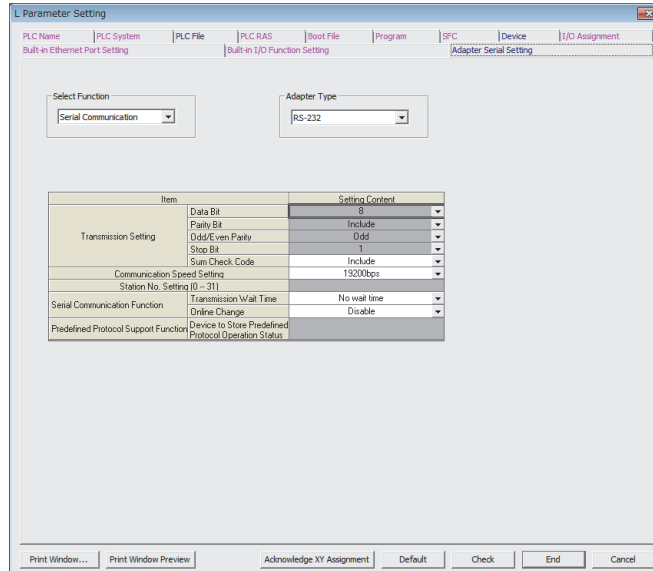 L Parameter Setting
PLC Name PLC System PLC File PLC RAS Boot File Program SFC Device I/O Assignment
Built-in Ethernet Port Setting Built-in I/O Function Setting Adapter Serial Setting
Select Function
Serial Communication
Adapter Type
RS-232
Item Setting Content
Transmission Setting
Data Bit 8
Parity Bit Include
Odd/Even Parity Odd
Stop Bit 1
Sum Check Code Include
Communication Speed Setting 19200bps
Station No. Setting (0 -- 31)
Serial Communication Function
Transmission Wait Time No wait time
Online Change Disable
Predefined Protocol Support Function
Device to Store Predefined
Protocol Operation Status
Print Window... Print Window Preview Acknowledge XY Assignment Default Check End Cancel